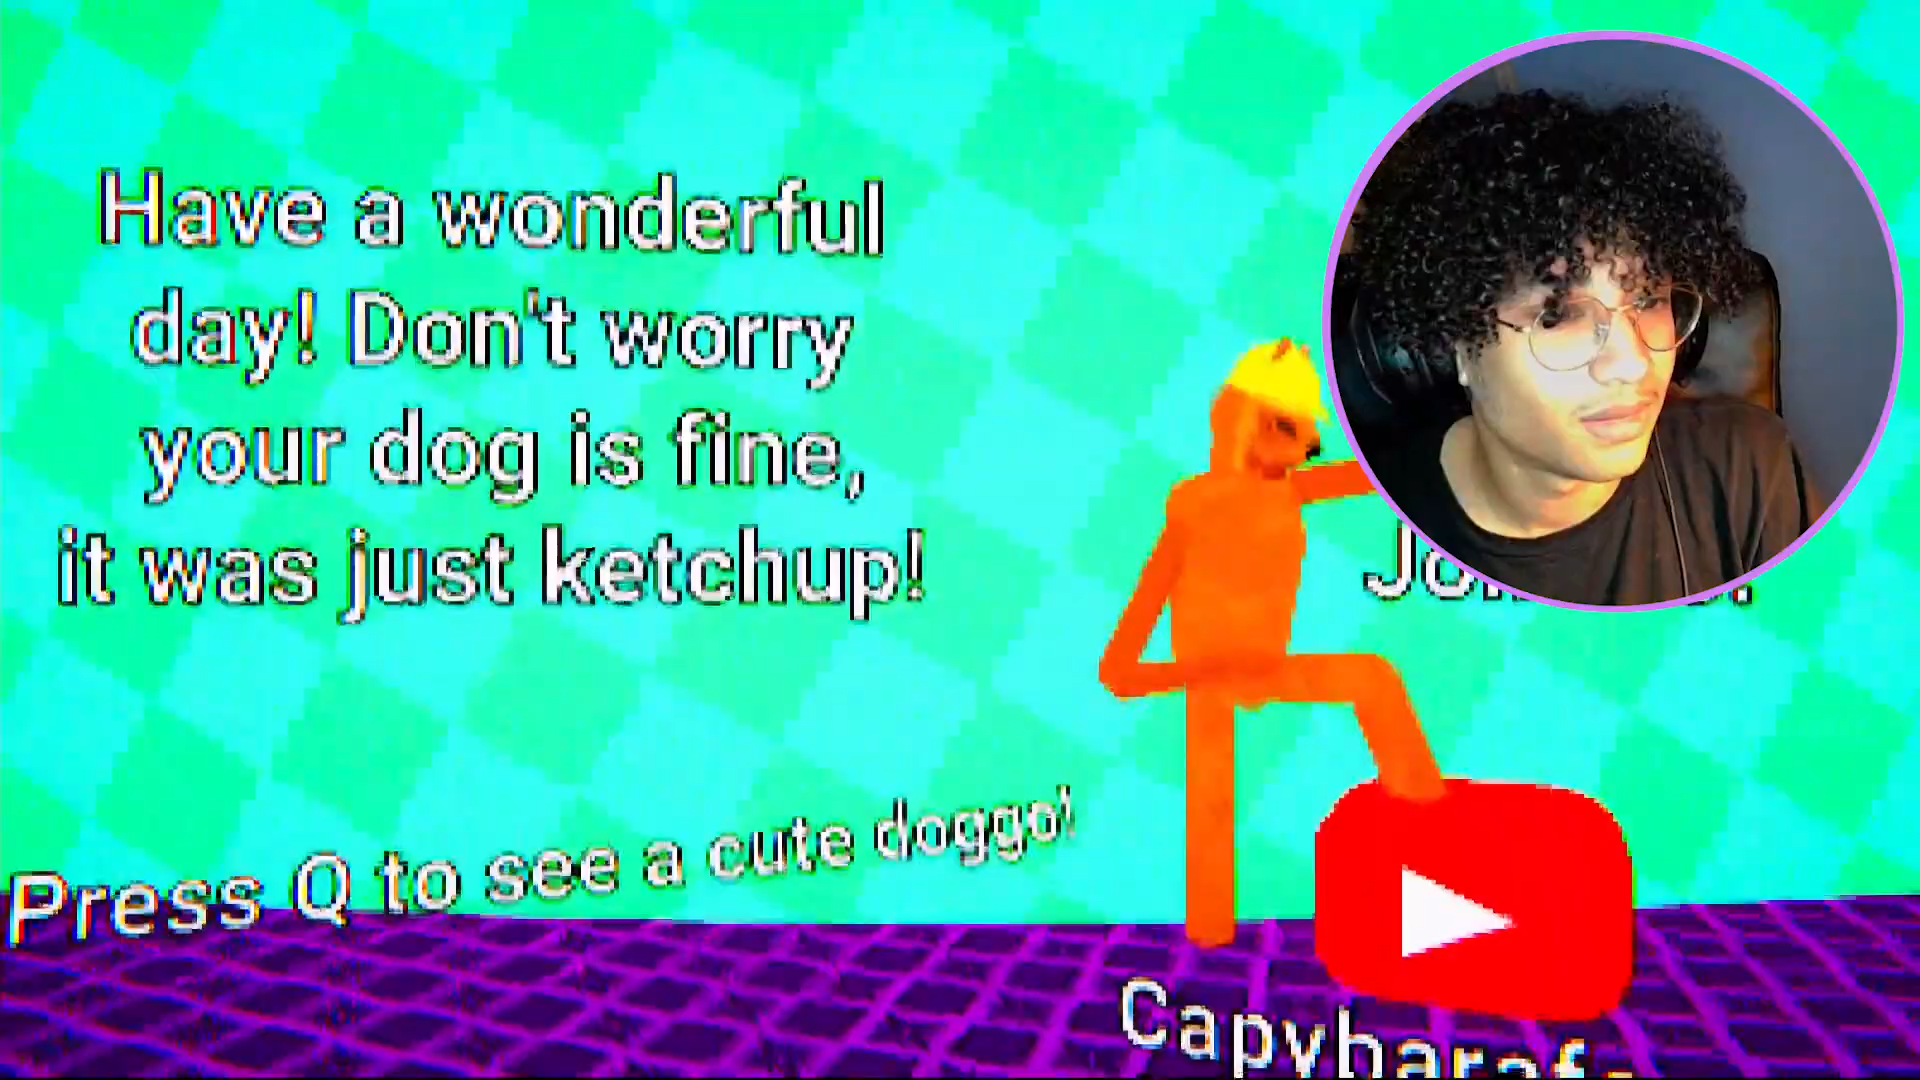 Have a wonderful
day! Don't worry
your dog is fine,
it was just ketchup!
Press Q to see a cute doggo!